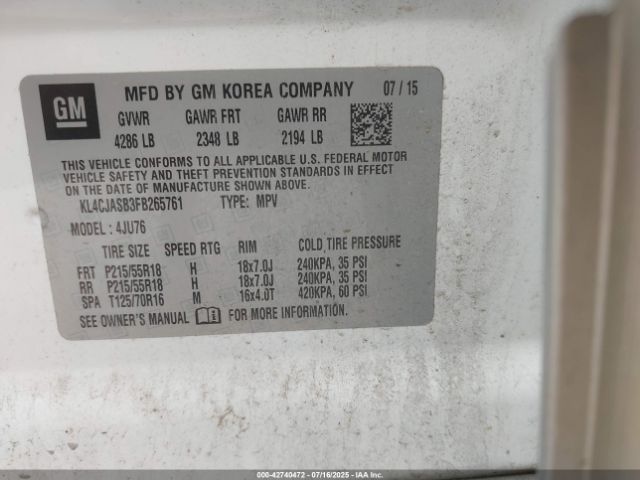 GM
MFD BY GM KOREA COMPANY 07 / 15
GVWR GAWR FRT GAWR RR
4286 LB 2348 LB 2194 LB
THIS VEHICLE CONFORMS TO ALL APPLICABLE U.S. FEDERAL MOTOR
VEHICLE SAFETY AND THEFT PREVENTION STANDARDS IN EFFECT
ON THE DATE OF MANUFACTURE SHOWN ABOVE.
KL4CJASB3FB265761 TYPE: MPV
MODEL : 4JU76
TIRE SIZE SPEED RTG RIM COLD TIRE PRESSURE
FRT P215/55R18 H 18x7.0J 240KPA, 35 PSI
RR P215/55R18 H 18x7.0J 240KPA, 35 PSI
SPA T125/70R16 M 16x4.0T 420KPA, 60 PSI
SEE OWNER'S MANUAL FOR MORE INFORMATION.
000-42740472 07/16/2025 IAAI.COM